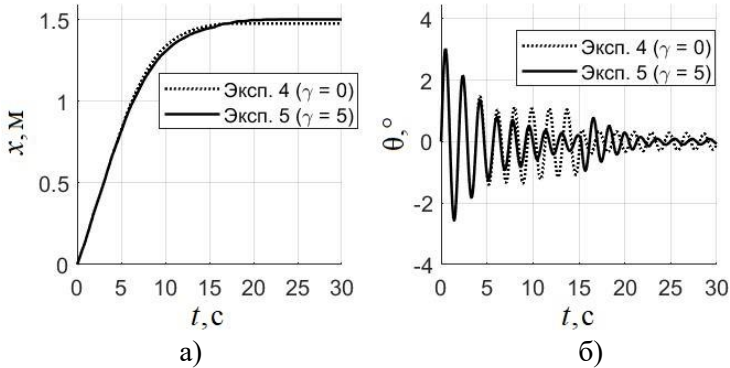 1.5
1
0.5
0
x, м
Эксп. 4 (γ = 0)
Эксп. 5 (γ = 5)
0 5 10 15 20 25 30
t, с
а)
4
2
0
-2
-4
θ, °
Эксп. 4 (γ = 0)
Эксп. 5 (γ = 5)
0 5 10 15 20 25 30
t, с
б)